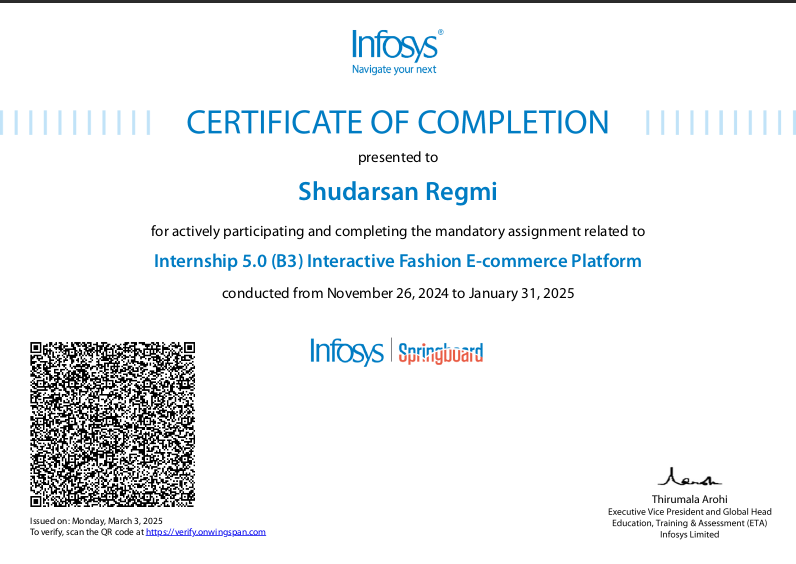 Infosys®
Navigate your next
CERTIFICATE OF COMPLETION
presented to
Shudarsan Regmi
for actively participating and completing the mandatory assignment related to
Internship 5.0 (B3) Interactive Fashion E-commerce Platform
conducted from November 26, 2024 to January 31, 2025
Infosys | Springboard
Issued on: Monday, March 3, 2025
To verify, scan the QR code at https://verify.onwingspan.com
Thirumala Arohi
Executive Vice President and Global Head
Education, Training & Assessment (ETA)
Infosys Limited